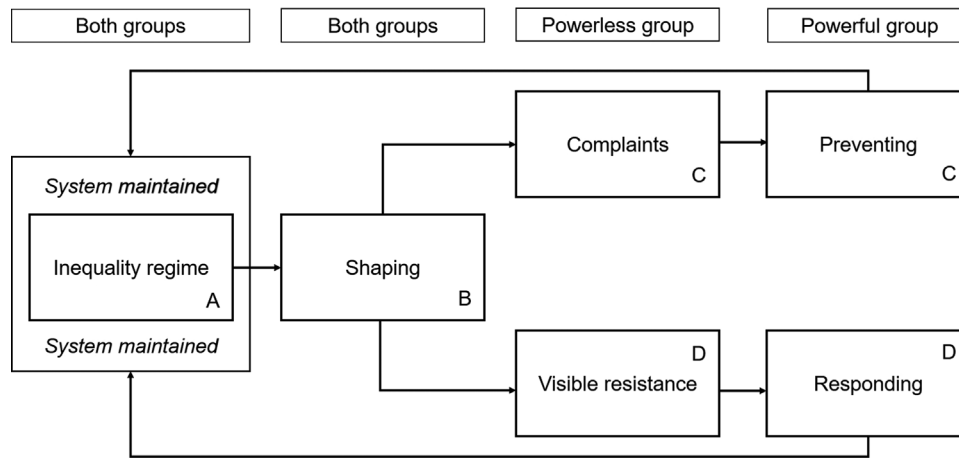 Both groups
Both groups
Powerless group
Powerful group
Complaints
C
Preventing
C
System maintained
Inequality regime
A
Shaping
B
System maintained
D
Visible resistance
D
Responding